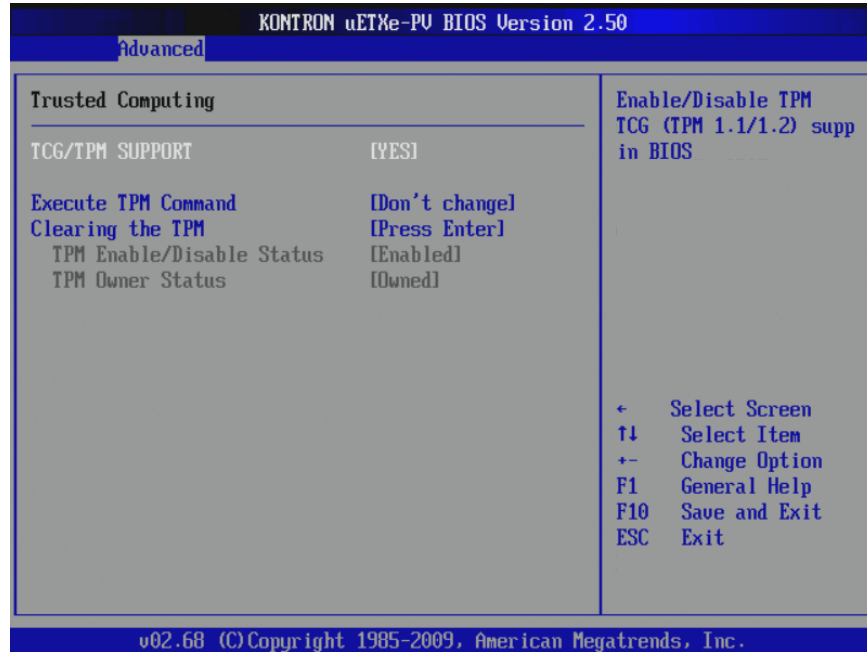 KONTRON uETXe-PV BIOS Version 2.50
Advanced
Trusted Computing
TCG/TPM SUPPORT [YES]
Execute TPM Command [Don't change]
Clearing the TPM [Press Enter]
TPM Enable/Disable Status [Enabled]
TPM Owner Status [Owned]
Enable/Disable TPM
TCG (TPM 1.1/1.2) supp
in BIOS
← Select Screen
↑↓ Select Item
+- Change Option
F1 General Help
F10 Save and Exit
ESC Exit
v02.68 (C)Copyright 1985-2009, American Megatrends, Inc.